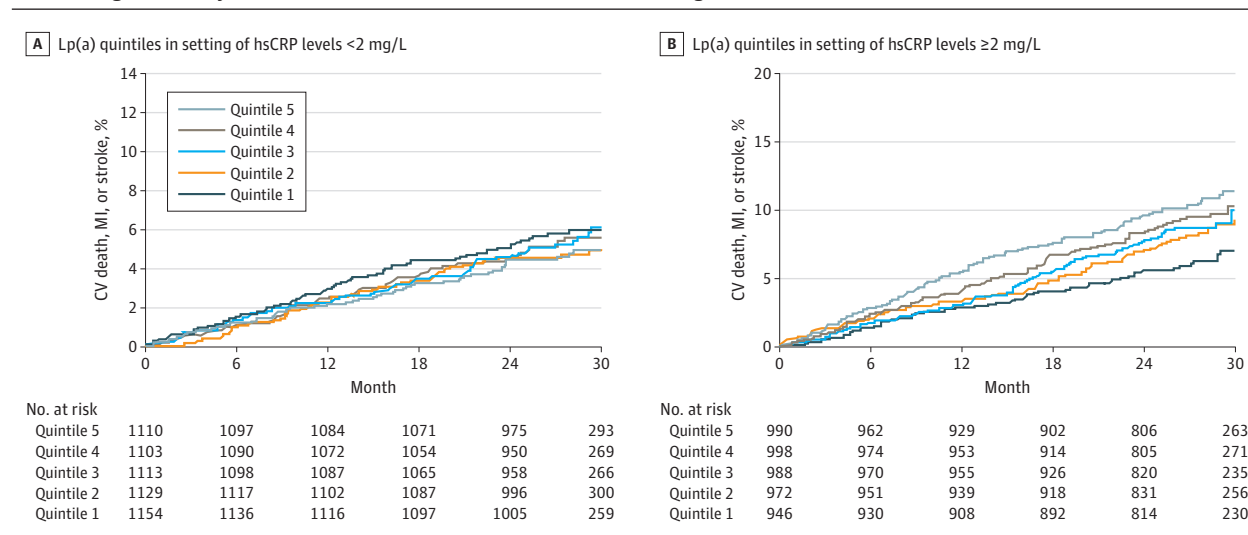 A Lp(a) quintiles in setting of hsCRP levels <2 mg/L
14
12
10
8
6
4
2
0
CV death, MI, or stroke, %
Quintile 5
Quintile 4
Quintile 3
Quintile 2
Quintile 1
0 6 12 18 24 30
Month
No. at risk
Quintile 5 1110 1097 1084 1071 975 293
Quintile 4 1103 1090 1072 1054 950 269
Quintile 3 1113 1098 1087 1065 958 266
Quintile 2 1129 1117 1102 1087 996 300
Quintile 1 1154 1136 1116 1097 1005 259
B Lp(a) quintiles in setting of hsCRP levels ≥2 mg/L
20
15
10
5
0
CV death, MI, or stroke, %
0 6 12 18 24 30
Month
No. at risk
Quintile 5 990 962 929 902 806 263
Quintile 4 998 974 953 914 805 271
Quintile 3 988 970 955 926 820 235
Quintile 2 972 951 939 918 831 256
Quintile 1 946 930 908 892 814 230